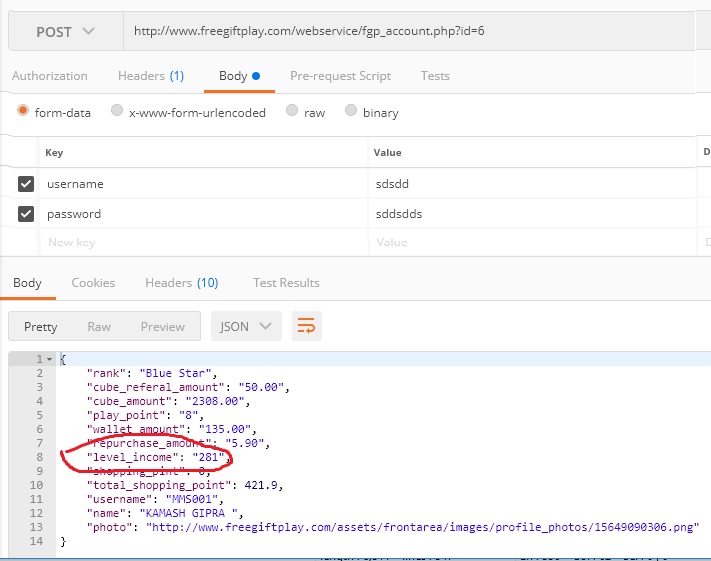 POST http://www.freegiftplay.com/webservice/fgp_account.php?id=6
Authorization Headers (1) Body Pre-request Script Tests
form-data x-www-form-urlencoded raw binary
Key Value D
username sdsdd
password sddsdds
New key Value D
Body Cookies Headers (10) Test Results
Pretty Raw Preview JSON
1 {
2 "rank": "Blue Star",
3 "cube_referal_amount": "50.00",
4 "cube_amount": "2308.00",
5 "play_point": "8",
6 "wallet_amount": "135.00",
7 "repurchase_amount": "5.90",
8 "level_income": "281",
9 "shopping_pint": 0,
10 "total_shopping_point": 421.9,
11 "username": "MMS001",
12 "name": "KAMASH GIPRA ",
13 "photo": "http://www.freegiftplay.com/assets/frontarea/images/profile_photos/15649090306.png"
14 }